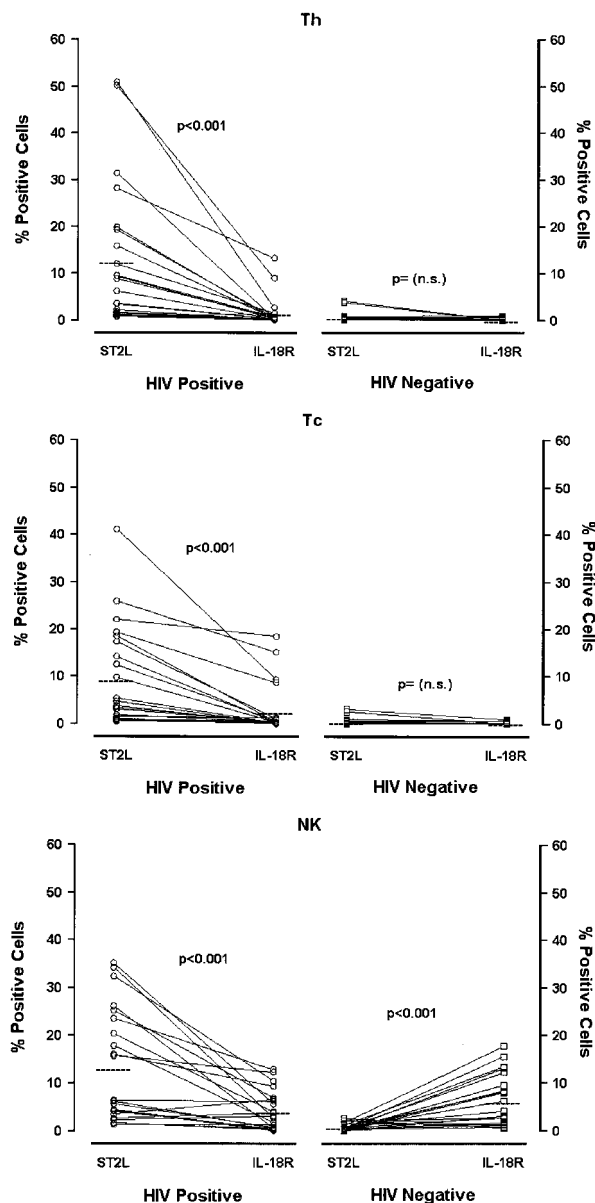 Th
60
50
40
30
20
10
0
% Positive Cells
p<0.001
ST2L
IL-18R
HIV Positive
p= (n.s.)
ST2L
IL-18R
HIV Negative
60
50
40
30
20
10
0
% Positive Cells
Tc
60
50
40
30
20
10
0
% Positive Cells
p<0.001
ST2L
IL-18R
HIV Positive
p= (n.s.)
ST2L
IL-18R
HIV Negative
60
50
40
30
20
10
0
% Positive Cells
NK
60
50
40
30
20
10
0
% Positive Cells
p<0.001
ST2L
IL-18R
HIV Positive
p<0.001
ST2L
IL-18R
HIV Negative
60
50
40
30
20
10
0
% Positive Cells